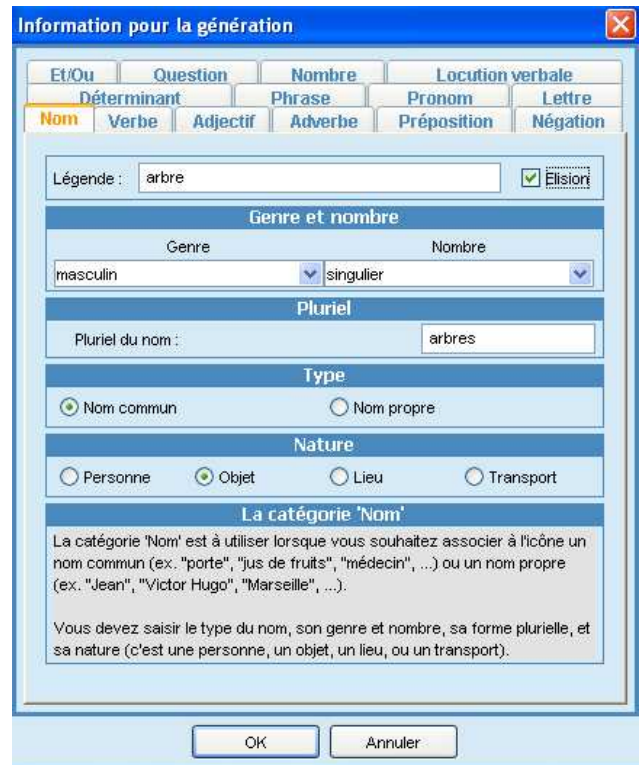 Information pour la génération
Et/Ou Question Nombre Locution verbale
Déterminant Phrase Pronom Lettre
Nom Verbe Adjectif Adverbe Préposition Négation
Légende : arbre Elision
Genre et nombre
Genre Nombre
masculin singulier
Pluriel
Pluriel du nom : arbres
Type
Nom commun Nom propre
Nature
Personne Objet Lieu Transport
La catégorie 'Nom'
La catégorie 'Nom' est à utiliser lorsque vous souhaitez associer à l'icône un
nom commun (ex. "porte", "jus de fruits", "médecin", ...) ou un nom propre
(ex. "Jean", "Victor Hugo", "Marseille", ...).
Vous devez saisir le type du nom, son genre et nombre, sa forme plurielle, et
sa nature (c'est une personne, un objet, un lieu, ou un transport).
OK Annuler